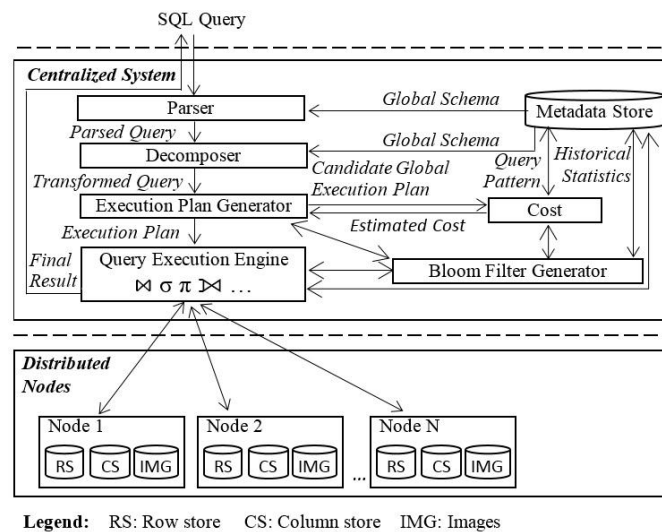 SQL Query
Centralized System
Parser
Global Schema
Metadata Store
Parsed Query
Decomposer
Global Schema
Transformed Query
Candidate Global
Execution Plan
Query
Pattern
Historical
Statistics
Execution Plan Generator
Estimated Cost
Cost
Execution Plan
Final
Result
Query Execution Engine
⋈ σ π ⟕ ...
Bloom Filter Generator
Distributed
Nodes
Node 1
RS CS IMG
Node 2
RS CS IMG
...
Node N
RS CS IMG
Legend: RS: Row store CS: Column store IMG: Images